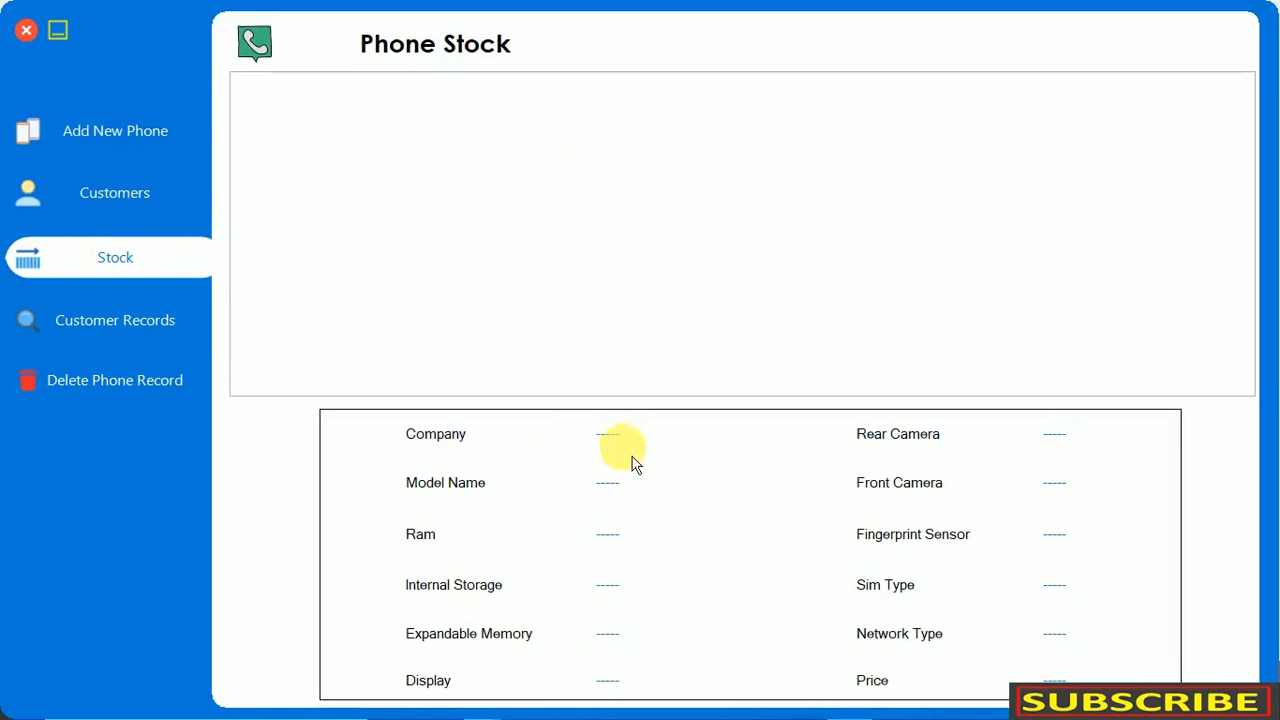 Phone Stock
Add New Phone
Customers
Stock
Customer Records
Delete Phone Record
Company ----- Rear Camera -----
Model Name ----- Front Camera -----
Ram ----- Fingerprint Sensor -----
Internal Storage ----- Sim Type -----
Expandable Memory ----- Network Type -----
Display ----- Price -----
SUBSCRIBE